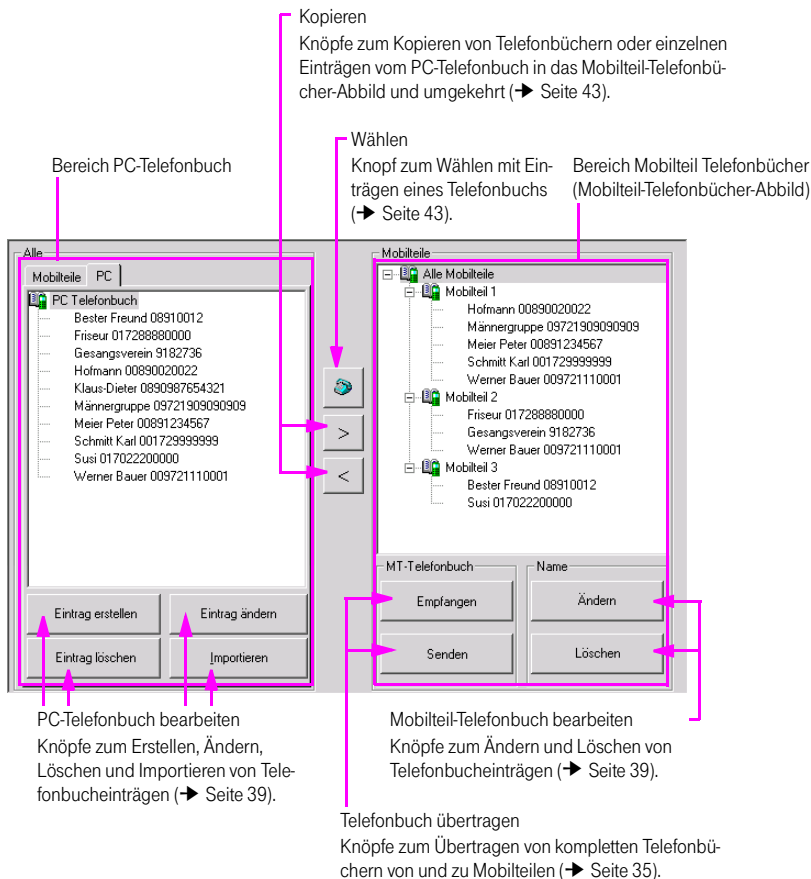 Kopieren
Knöpfe zum Kopieren von Telefonbüchern oder einzelnen
Einträgen vom PC-Telefonbuch in das Mobilteil-Telefonbü-
cher-Abbild und umgekehrt (➔ Seite 43).
Wählen
Knopf zum Wählen mit Ein-
trägen eines Telefonbuchs
(➔ Seite 43).
Bereich PC-Telefonbuch
Bereich Mobilteil Telefonbücher
(Mobilteil-Telefonbücher-Abbild)
Alle
Mobilteile PC
PC Telefonbuch
Bester Freund 08910012
Friseur 017288880000
Gesangsverein 9182736
Hofmann 00890020022
Klaus-Dieter 0890987654321
Männergruppe 09721909090909
Meier Peter 00891234567
Schmitt Karl 001729999999
Susi 017022200000
Werner Bauer 009721110001
Eintrag erstellen
Eintrag ändern
Eintrag löschen
Importieren
>
<
Mobilteile
Alle Mobilteile
Mobilteil 1
Hofmann 00890020022
Männergruppe 09721909090909
Meier Peter 00891234567
Schmitt Karl 001729999999
Werner Bauer 009721110001
Mobilteil 2
Friseur 017288880000
Gesangsverein 9182736
Werner Bauer 009721110001
Mobilteil 3
Bester Freund 08910012
Susi 017022200000
MT-Telefonbuch
Empfangen
Senden
Name
Ändern
Löschen
PC-Telefonbuch bearbeiten
Knöpfe zum Erstellen, Ändern,
Löschen und Importieren von Tele-
fonbucheinträgen (➔ Seite 39).
Mobilteil-Telefonbuch bearbeiten
Knöpfe zum Ändern und Löschen von
Telefonbucheinträgen (➔ Seite 39).
Telefonbuch übertragen
Knöpfe zum Übertragen von kompletten Telefonbü-
chern von und zu Mobilteilen (➔ Seite 35).